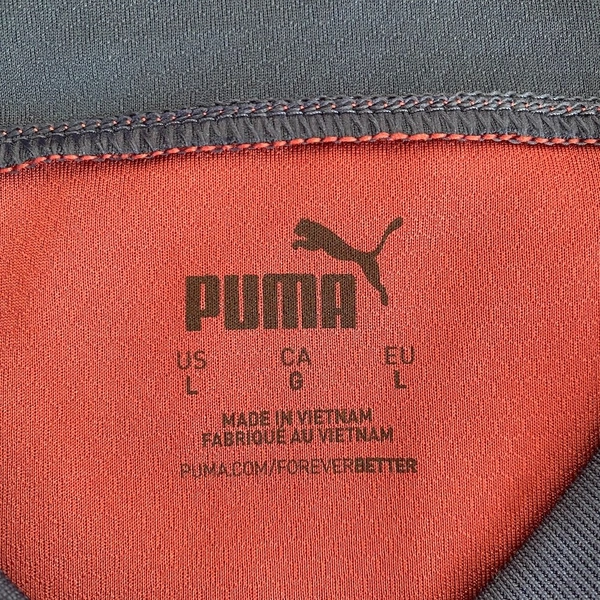 PUMA
US CA EU
L G L
MADE IN VIETNAM
FABRIQUÉ AU VIETNAM
PUMA.COM/FOREVERBETTER